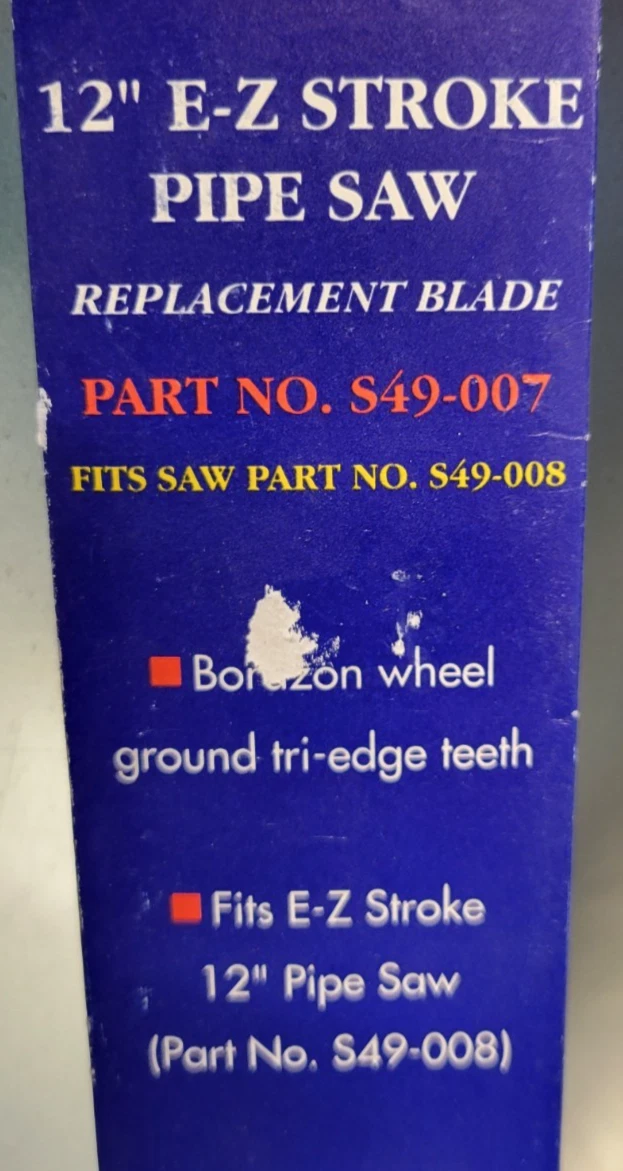 12" E-Z STROKE
PIPE SAW
REPLACEMENT BLADE
PART NO. S49-007
FITS SAW PART NO. S49-008
Borazon wheel
ground tri-edge teeth
Fits E-Z Stroke
12" Pipe Saw
(Part No. S49-008)